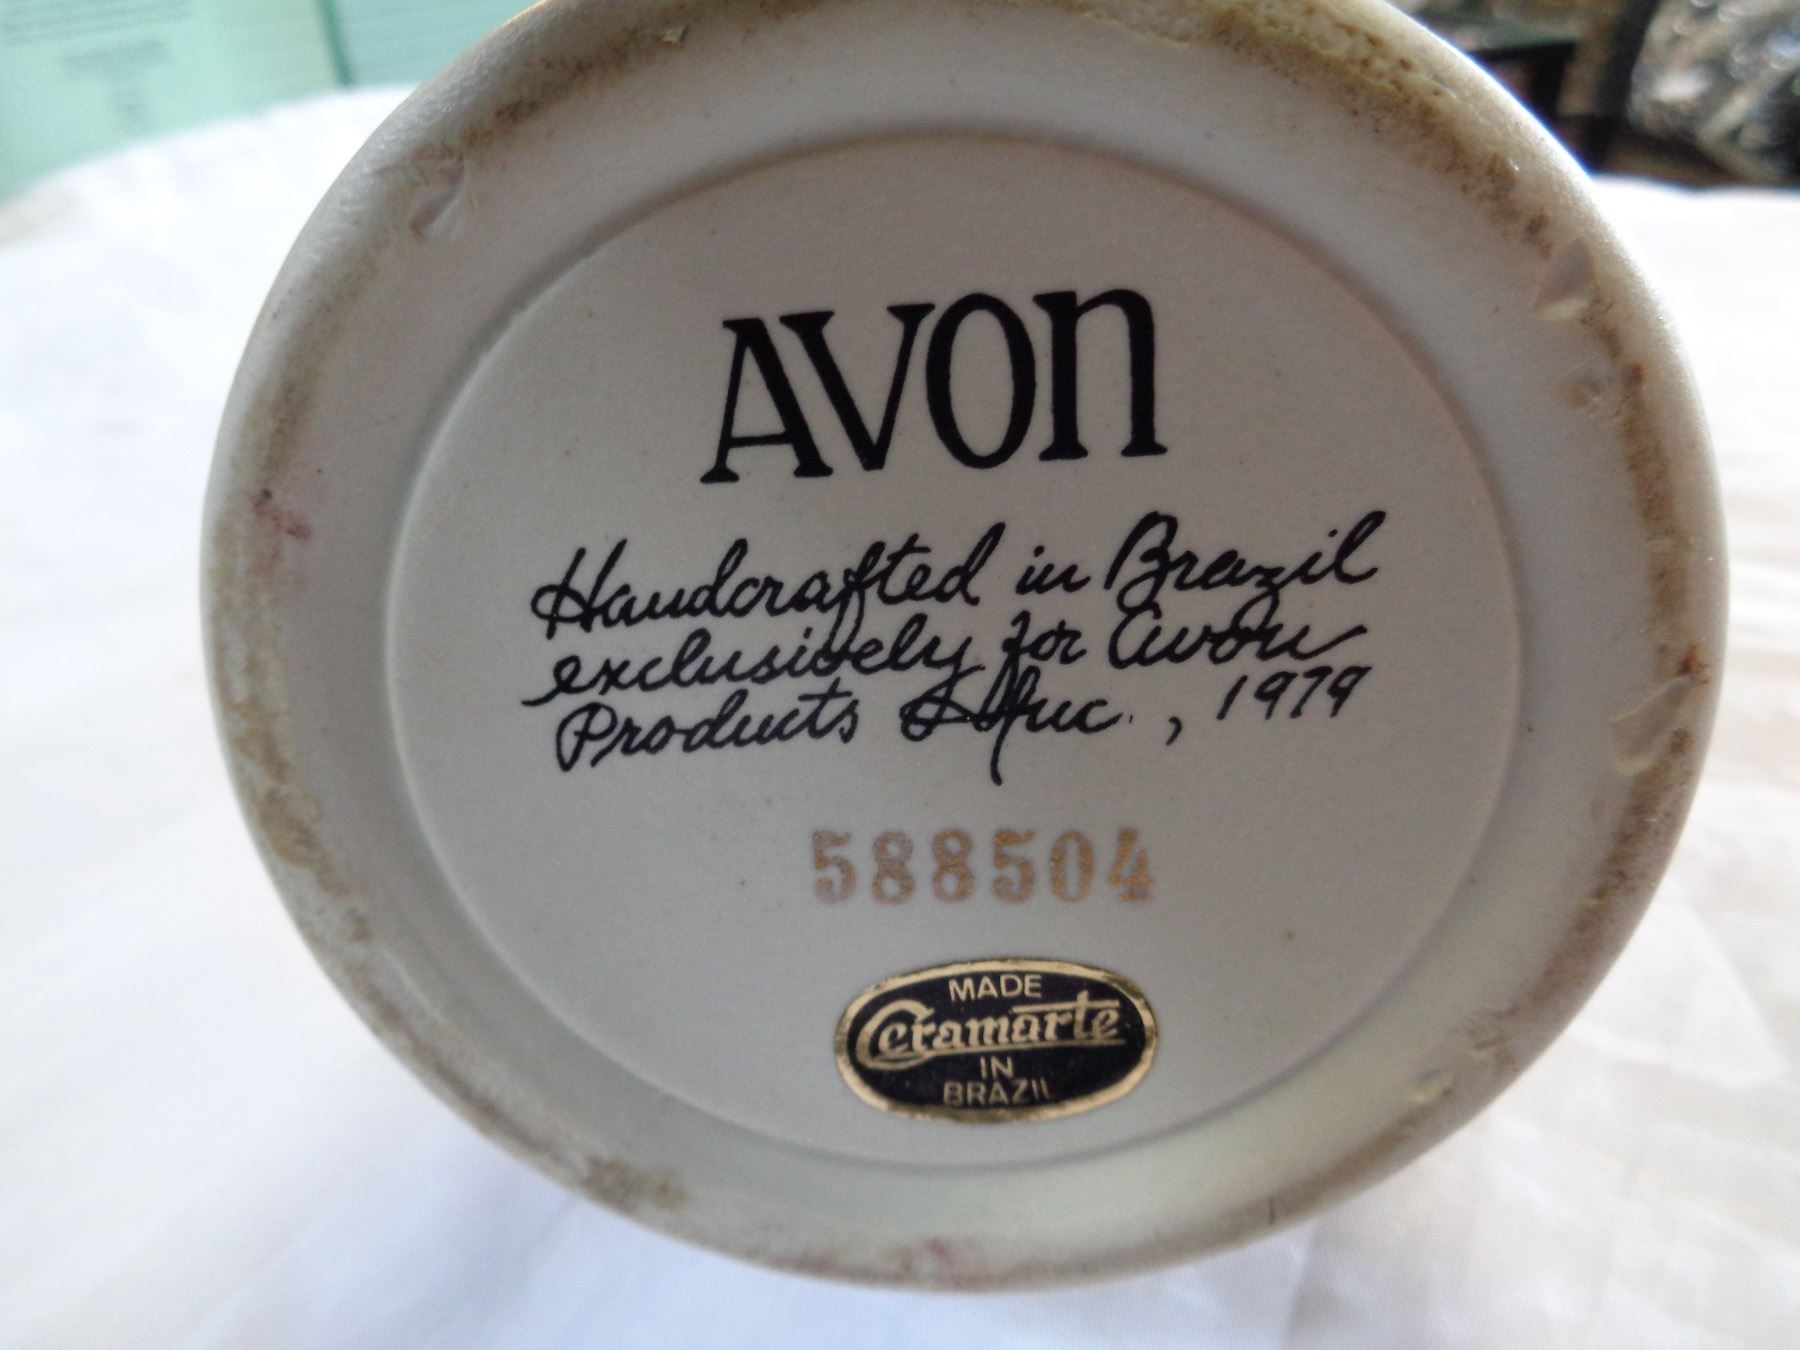 AVON
Handcrafted in Brazil
exclusively for Avon
Products Inc., 1979
588504
MADE
Ceramarte
IN
BRAZIL